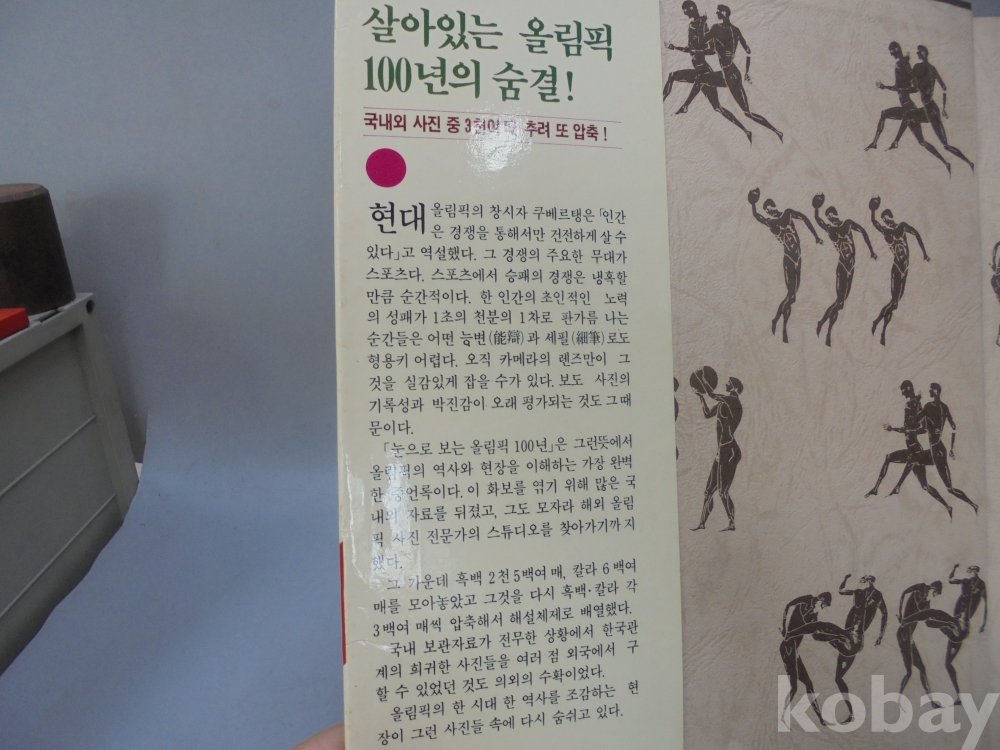 살아있는 올림픽
100년의 숨결!
국내외 사진 중 3천여 추려 또 압축!
현대 올림픽의 창시자 쿠베르탱은 「인간
은 경쟁을 통해서만 건전하게 살 수
있다」고 역설했다. 그 경쟁의 주요한 무대가
스포츠다. 스포츠에서 승패의 경쟁은 냉혹할
만큼 순간적이다. 한 인간의 초인적인 노력
의 성패가 1초의 천분의 1차로 판가름 나는
순간들은 어떤 능변(能辯)과 세필(細筆)로도
형용키 어렵다. 오직 카메라의 렌즈만이 그
것을 실감있게 잡을 수가 있다. 보도 사진의
기록성과 박진감이 오래 평가되는 것도 그때
문이다.
「눈으로 보는 올림픽 100년」은 그런뜻에서
올림픽의 역사와 현장을 이해하는 가장 완벽
한 증언록이다. 이 화보를 엮기 위해 많은 국
내외 자료를 뒤졌고, 그도 모자라 해외 올림
픽 사진 전문가의 스튜디오를 찾아가기까지
했다.
그 가운데 흑백 2천 5백여 매, 칼라 6백여
매를 모아놓았고 그것을 다시 흑백·칼라 각
3백여 매씩 압축해서 해설체제로 배열했다.
국내 보관자료가 전무한 상황에서 한국관
계의 희귀한 사진들을 여러 점 외국에서 구
할 수 있었던 것도 의외의 수확이었다.
올림픽의 한 시대 한 역사를 조감하는 현
장이 그런 사진들 속에 다시 숨쉬고 있다.
kobay